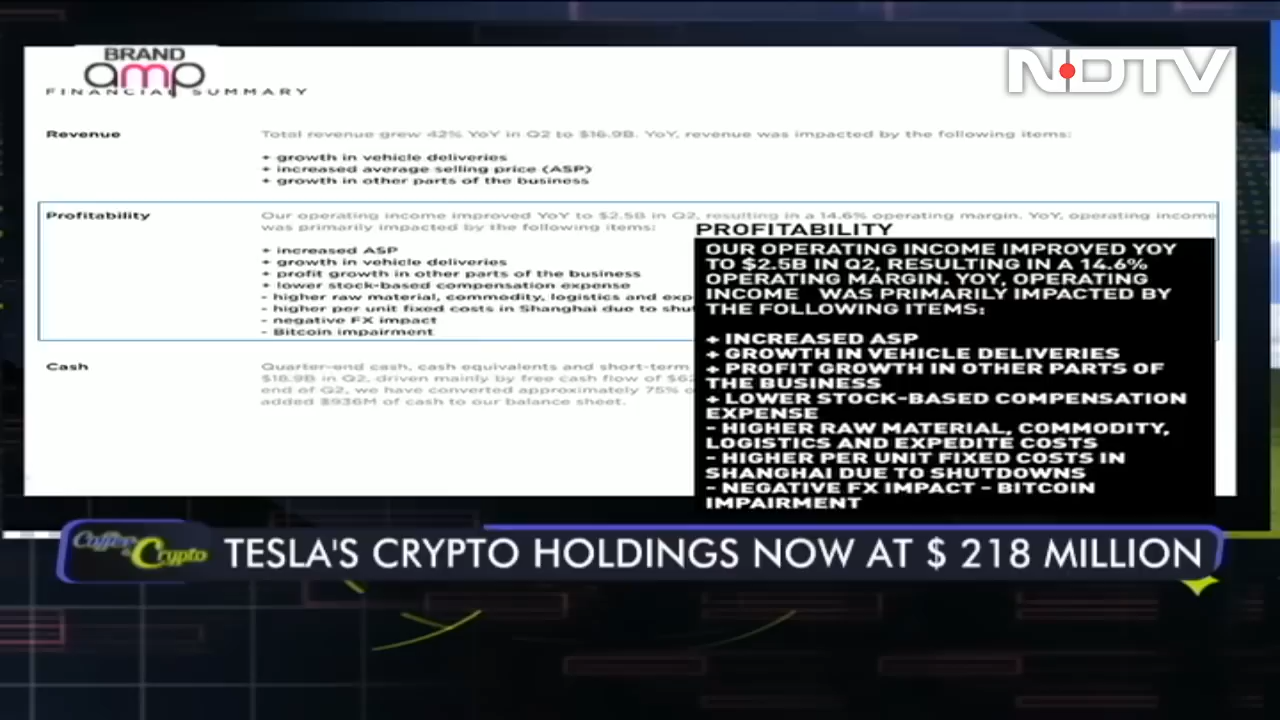 BRAND
amp
NDTV
FINANCIAL SUMMARY
Revenue
Total revenue grew 42% YoY in Q2 to $16.9B. YoY, revenue was impacted by the following items:
+ growth in vehicle deliveries
+ increased average selling price (ASP)
+ growth in other parts of the business
Profitability
Our operating income improved YoY to $2.5B in Q2, resulting in a 14.6% operating margin. YoY, operating income
was primarily impacted by the following items:
+ increased ASP
+ growth in vehicle deliveries
+ profit growth in other parts of the business
+ lower stock-based compensation expense
- higher raw material, commodity, logistics and exp
- higher per unit fixed costs in Shanghai due to shut
- negative FX impact
- Bitcoin impairment
Cash
Quarter-end cash, cash equivalents and short-term
$18.9B in Q2, driven mainly by free cash flow of $62
end of Q2, we have converted approximately 75% o
added $936M of cash to our balance sheet.
PROFITABILITY
OUR OPERATING INCOME IMPROVED YOY
TO $2.5B IN Q2, RESULTING IN A 14.6%
OPERATING MARGIN. YOY, OPERATING
INCOME WAS PRIMARILY IMPACTED BY
THE FOLLOWING ITEMS:
+ INCREASED ASP
+ GROWTH IN VEHICLE DELIVERIES
+ PROFIT GROWTH IN OTHER PARTS OF
THE BUSINESS
+ LOWER STOCK-BASED COMPENSATION
EXPENSE
- HIGHER RAW MATERIAL, COMMODITY,
LOGISTICS AND EXPEDITE COSTS
- HIGHER PER UNIT FIXED COSTS IN
SHANGHAI DUE TO SHUTDOWNS
- NEGATIVE FX IMPACT - BITCOIN
IMPAIRMENT
Coffee & Crypto
TESLA'S CRYPTO HOLDINGS NOW AT $ 218 MILLION